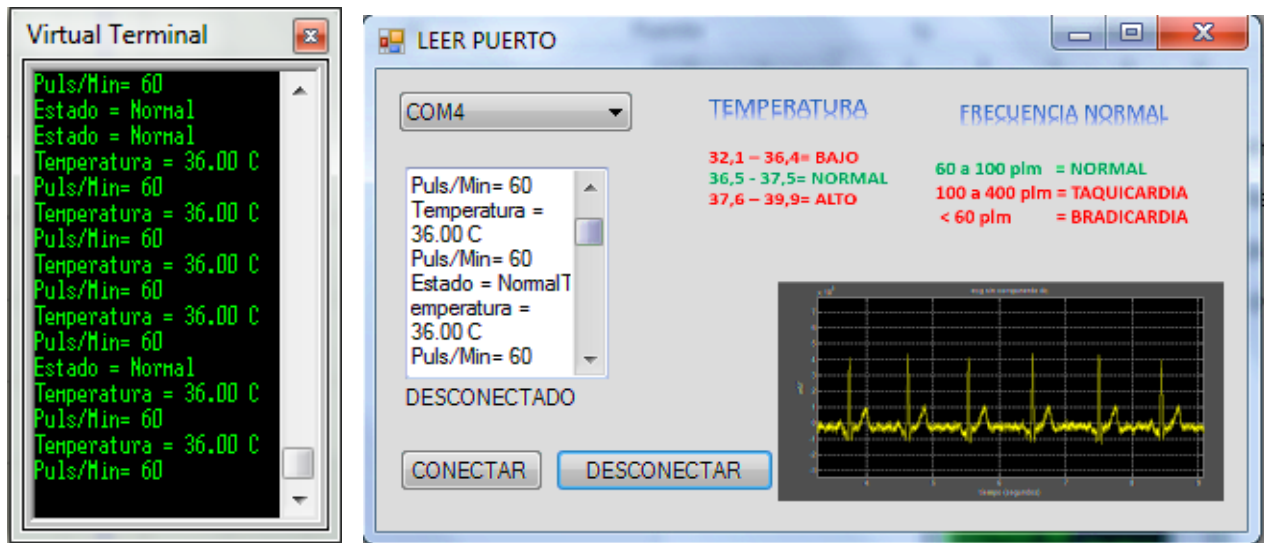 Virtual Terminal
Puls/Min= 60
Estado = Normal
Estado = Normal
Temperatura = 36.00 C
Puls/Min= 60
Temperatura = 36.00 C
Puls/Min= 60
Temperatura = 36.00 C
Puls/Min= 60
Temperatura = 36.00 C
Puls/Min= 60
Estado = Normal
Temperatura = 36.00 C
Puls/Min= 60
Temperatura = 36.00 C
Puls/Min= 60
LEER PUERTO
COM4
Puls/Min= 60
Temperatura =
36.00 C
Puls/Min= 60
Estado = NormalT
emperatura =
36.00 C
Puls/Min= 60
DESCONECTADO
CONECTAR
DESCONECTAR
TEMPERATURA
32,1 – 36,4= BAJO
36,5 - 37,5= NORMAL
37,6 – 39,9= ALTO
FRECUENCIA NORMAL
60 a 100 plm = NORMAL
100 a 400 plm = TAQUICARDIA
< 60 plm = BRADICARDIA